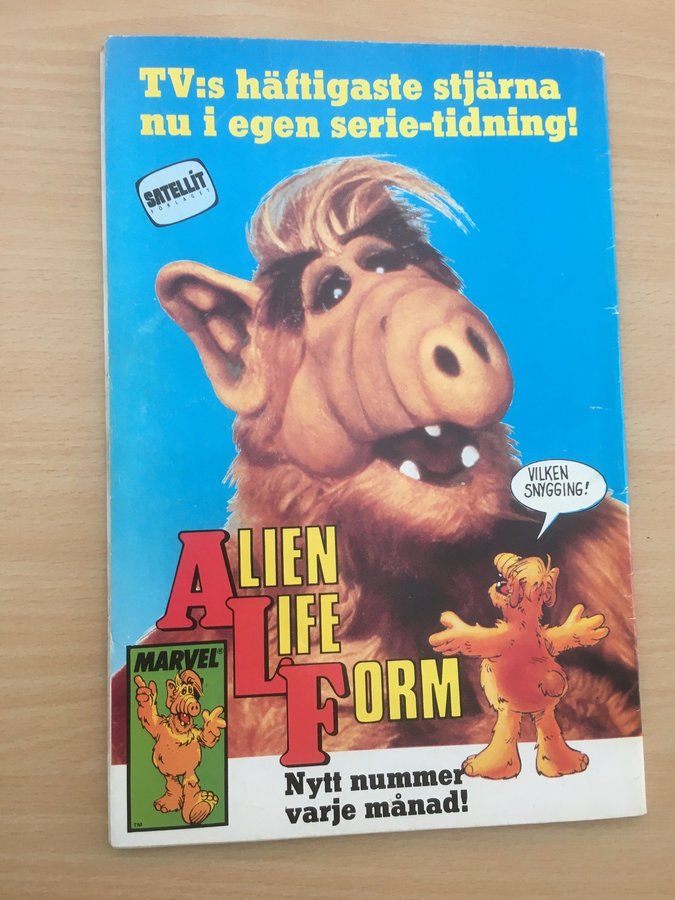 TV:s häftigaste stjärna
nu i egen serie-tidning!
SATELLIT
FÖRLAGET
VILKEN
SNYGGING!
ALIEN
LIFE
FORM
MARVEL®
TM
Nytt nummer
varje månad!